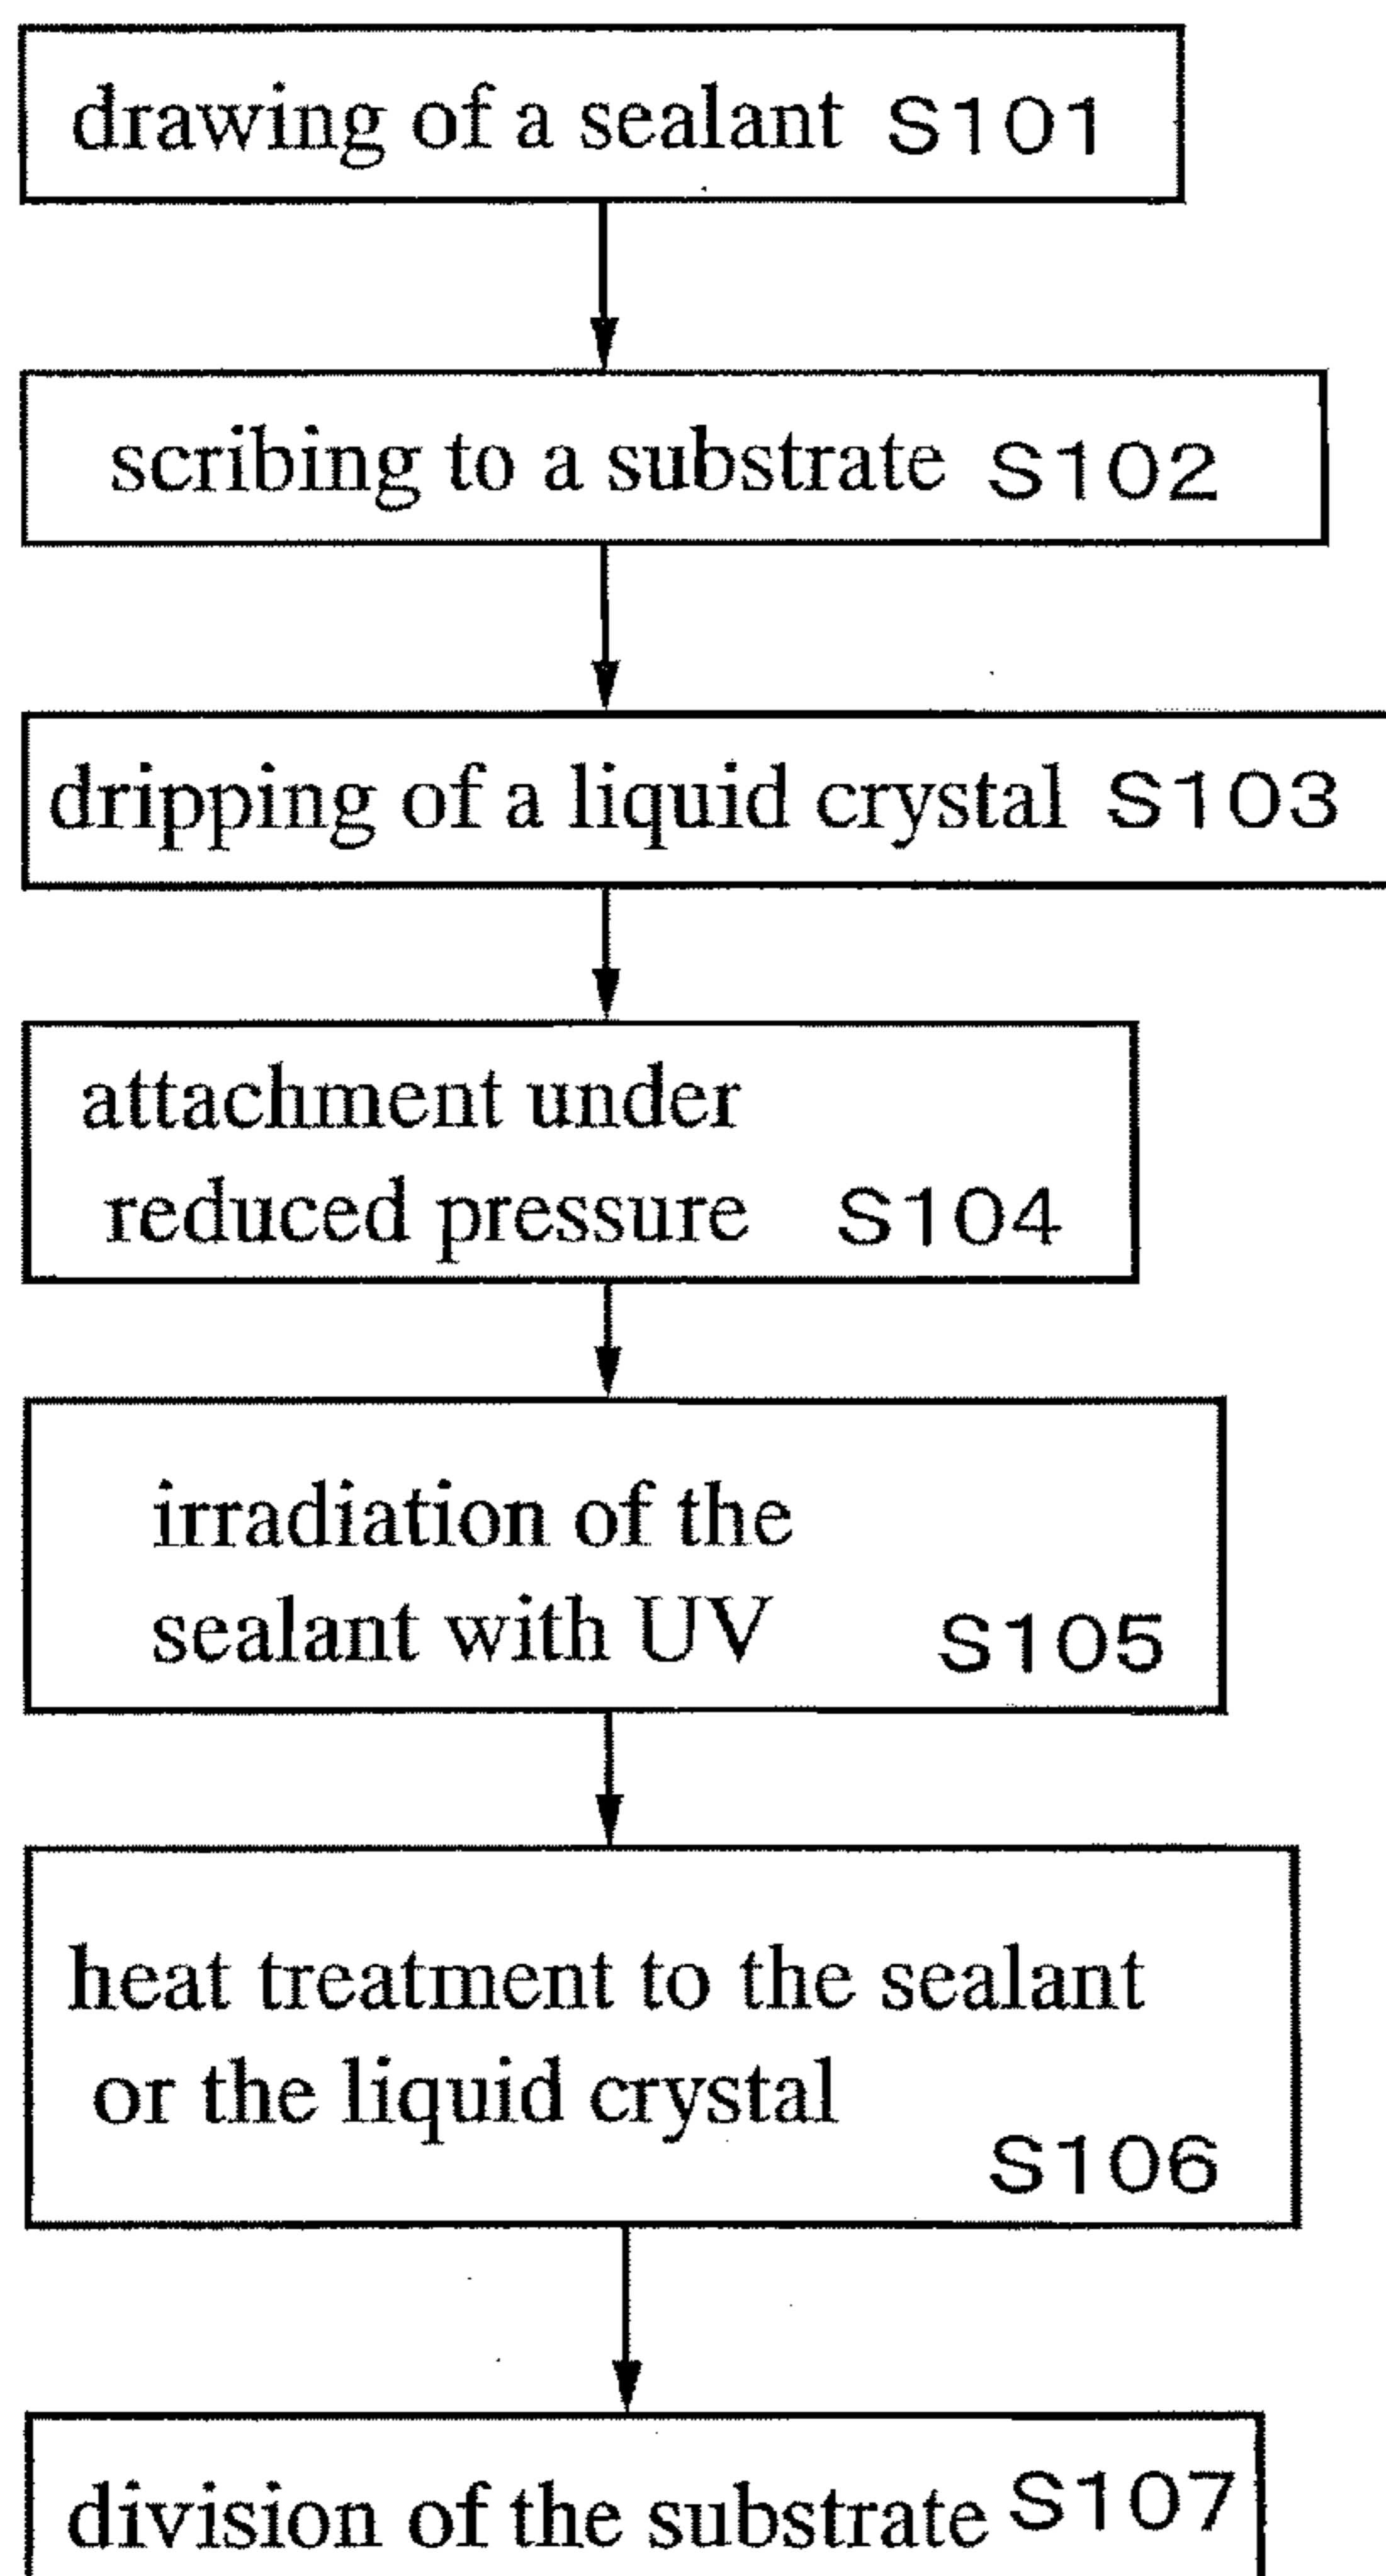 drawing of a sealant S101
scribing to a substrate S102
dripping of a liquid crystal S103
attachment under
reduced pressure S104
irradiation of the
sealant with UV S105
heat treatment to the sealant
or the liquid crystal
S106
division of the substrate S107